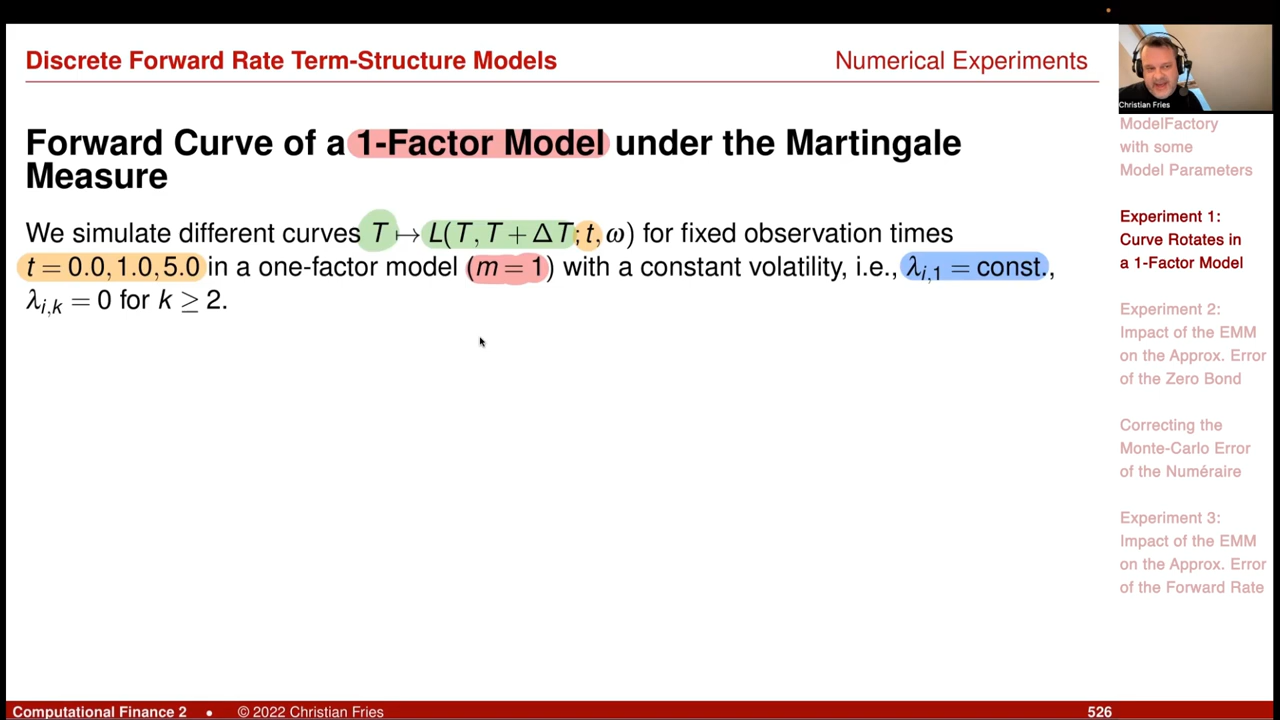 Discrete Forward Rate Term-Structure Models
Numerical Experiments
Forward Curve of a 1-Factor Model under the Martingale
Measure
We simulate different curves T ↦ L(T, T + ΔT; t, ω) for fixed observation times
t = 0.0, 1.0, 5.0 in a one-factor model (m = 1) with a constant volatility, i.e., λi,1 = const.,
λi,k = 0 for k ≥ 2.
Christian Fries
ModelFactory
with some
Model Parameters
Experiment 1:
Curve Rotates in
a 1-Factor Model
Experiment 2:
Impact of the EMM
on the Approx. Error
of the Zero Bond
Correcting the
Monte-Carlo Error
of the Numéraire
Experiment 3:
Impact of the EMM
on the Approx. Error
of the Forward Rate
Computational Finance 2 • © 2022 Christian Fries
526